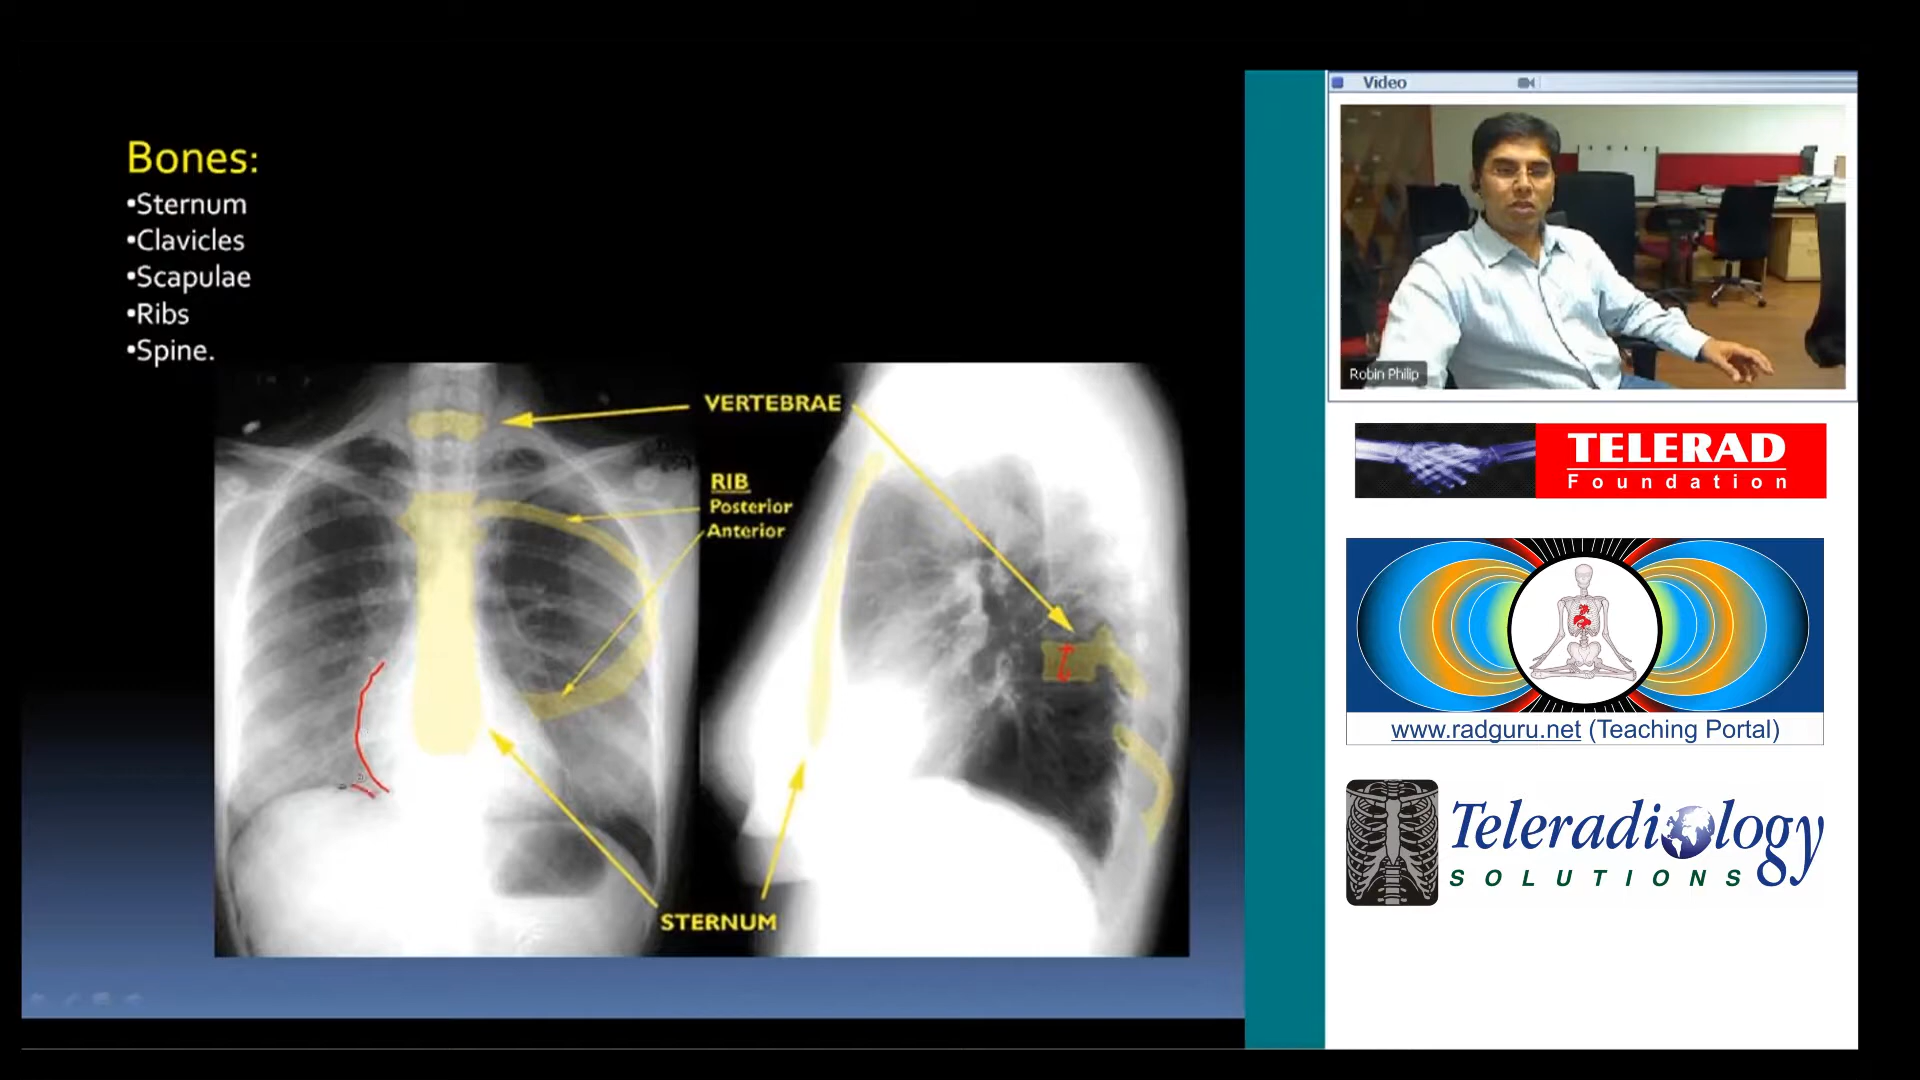 Bones:
•Sternum
•Clavicles
•Scapulae
•Ribs
•Spine.
VERTEBRAE
RIB
Posterior
Anterior
STERNUM
Video
Robin Philip
TELERAD
Foundation
www.radguru.net (Teaching Portal)
Teleradiology
SOLUTIONS